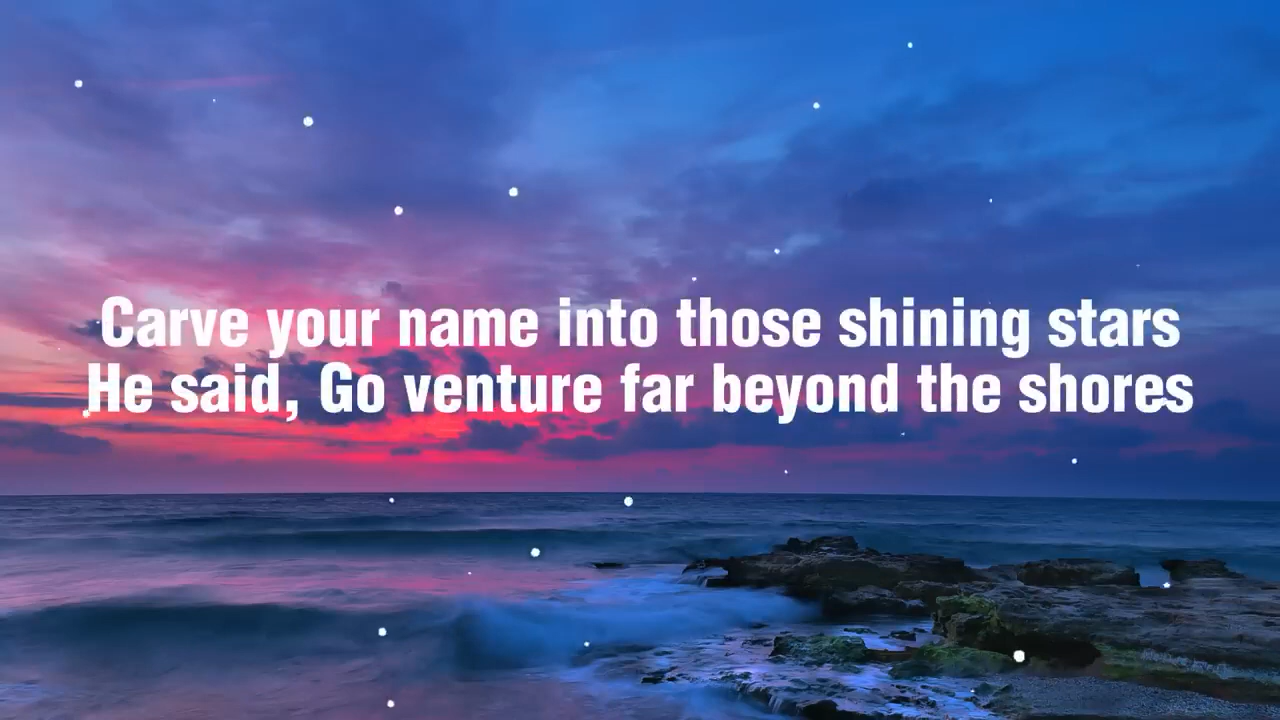 Carve your name into those shining stars
He said, Go venture far beyond the shores